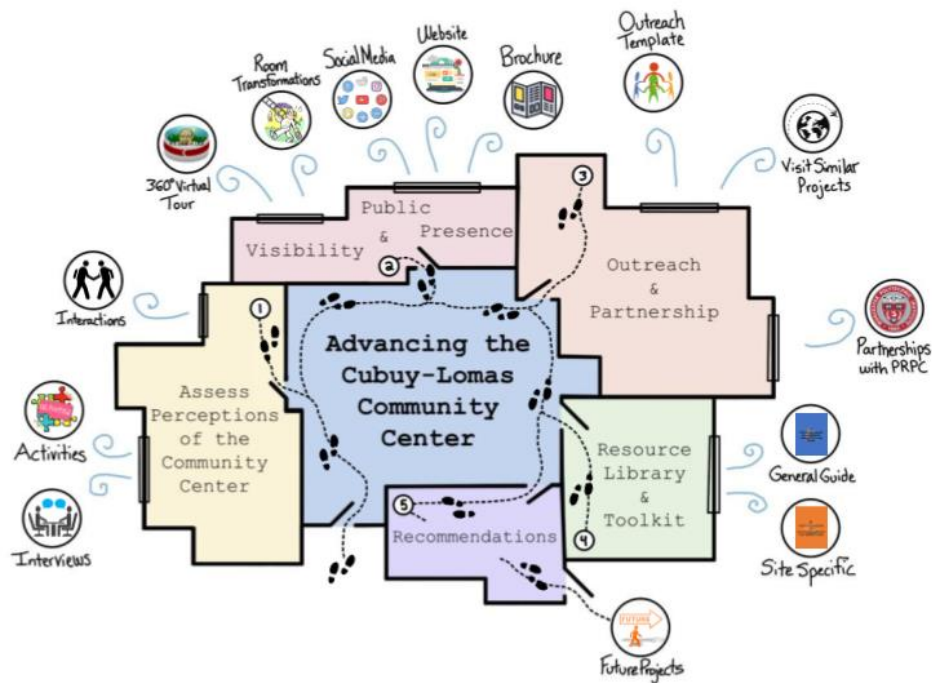 Outreach
Template
Website
Social Media
Brochure
Room
Transformations
360° Virtual
Tour
Visit Similar
Projects
3
Public
Presence
&
Visibility
2
Outreach
&
Partnership
Interactions
1
Partnerships
with PRPC
Advancing the
Cubuy-Lomas
Community
Center
Assess
Perceptions
of the
Community
Center
Activities
Interviews
Resource
Library
&
Toolkit
General Guide
4
5
Recommendations
Site Specific
FUTURE
Future Projects